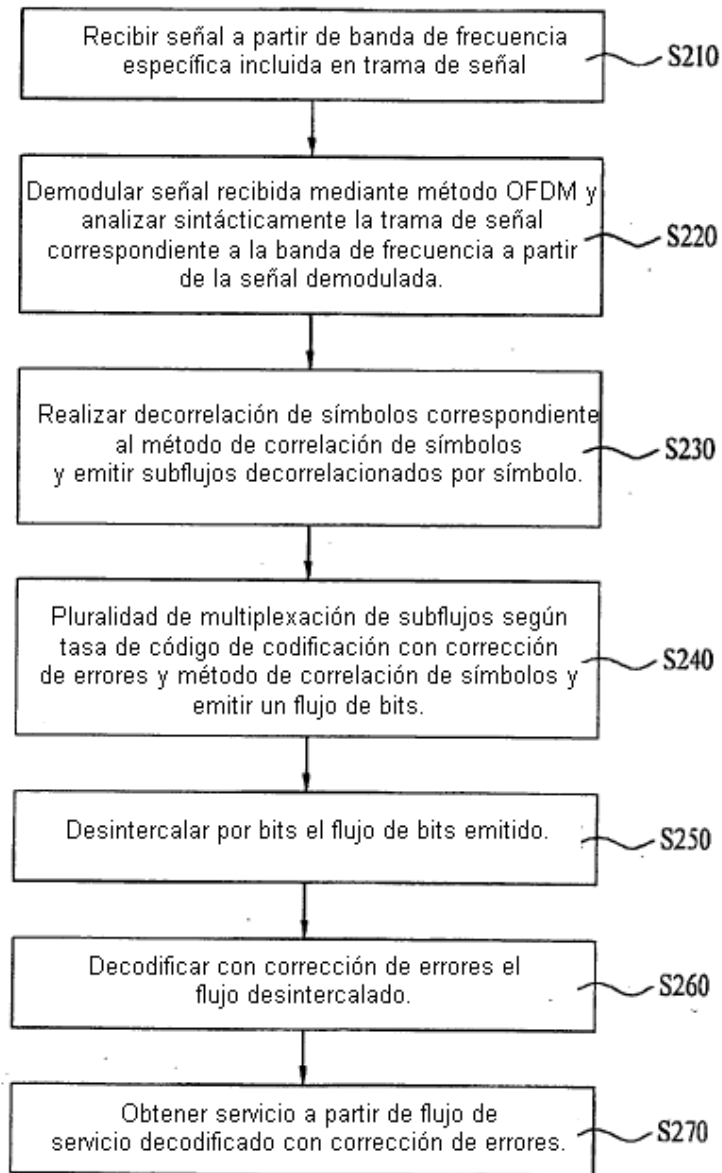 Recibir señal a partir de banda de frecuencia
específica incluida en trama de señal
S210
Demodular señal recibida mediante método OFDM y
analizar sintácticamente la trama de señal
correspondiente a la banda de frecuencia a partir
de la señal demodulada.
S220
Realizar decorrelación de símbolos correspondiente
al método de correlación de símbolos
y emitir subflujos decorrelacionados por símbolo.
S230
Pluralidad de multiplexación de subflujos según
tasa de código de codificación con corrección
de errores y método de correlación de símbolos y
emitir un flujo de bits.
S240
Desintercalar por bits el flujo de bits emitido.
S250
Decodificar con corrección de errores el
flujo desintercalado.
S260
Obtener servicio a partir de flujo de
servicio decodificado con corrección de errores.
S270